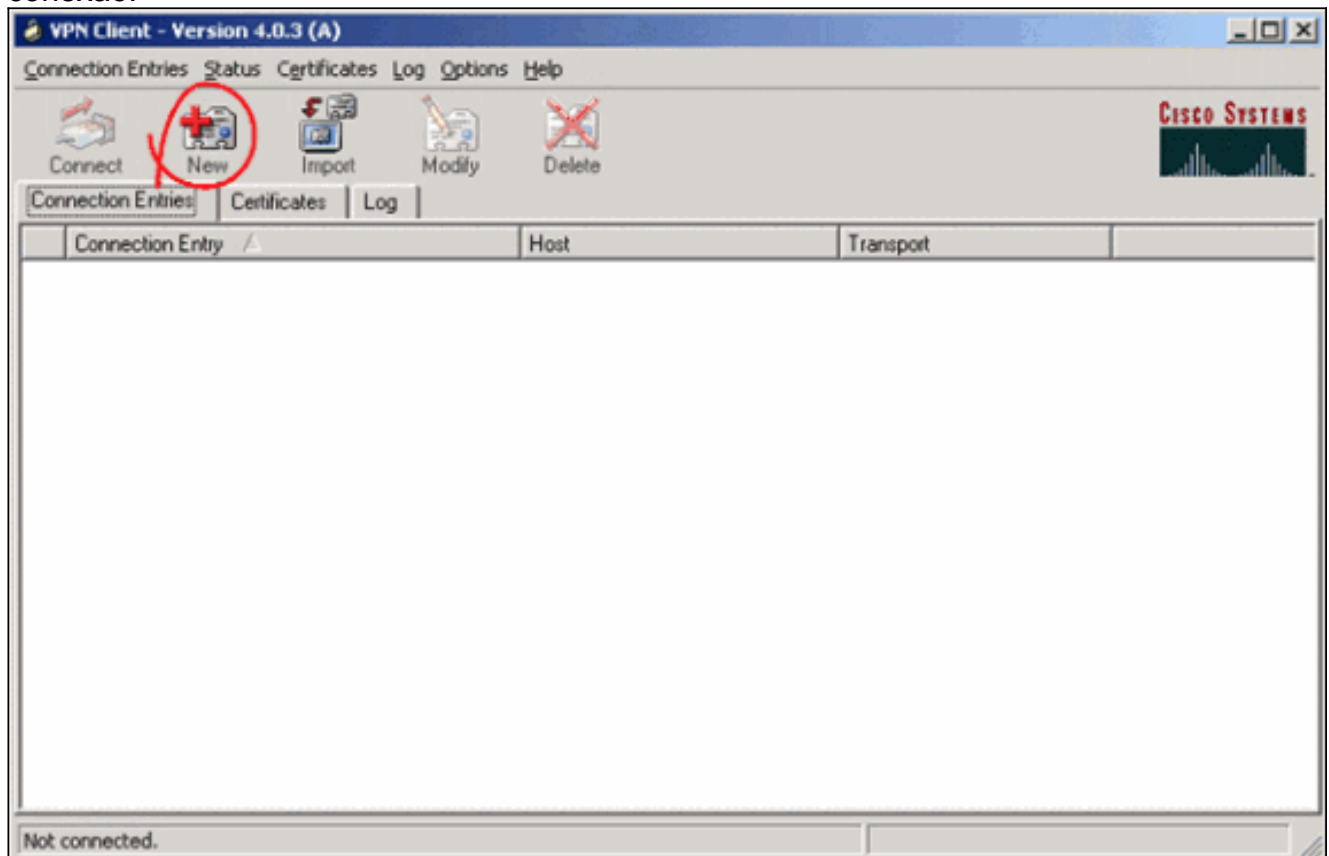 VPN Client - Version 4.0.3 (A)
Connection Entries Status Certificates Log Options Help
Connect New Import Modify Delete
CISCO SYSTEMS
Connection Entries Certificates Log
Connection Entry Host Transport
Not connected.